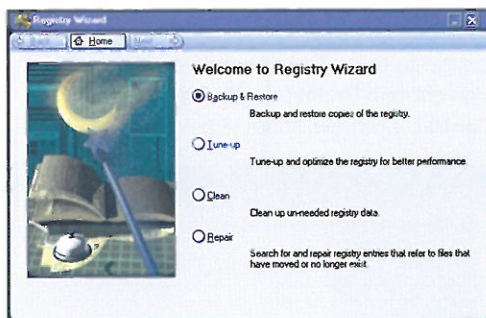 Registry Wizard
Home
Welcome to Registry Wizard
Backup & Restore
Backup and restore copies of the registry.
Tune-up
Tune-up and optimize the registry for better performance.
Clean
Clean up un-needed registry data.
Repair
Search for and repair registry entries that refer to files that
have moved or no longer exist.